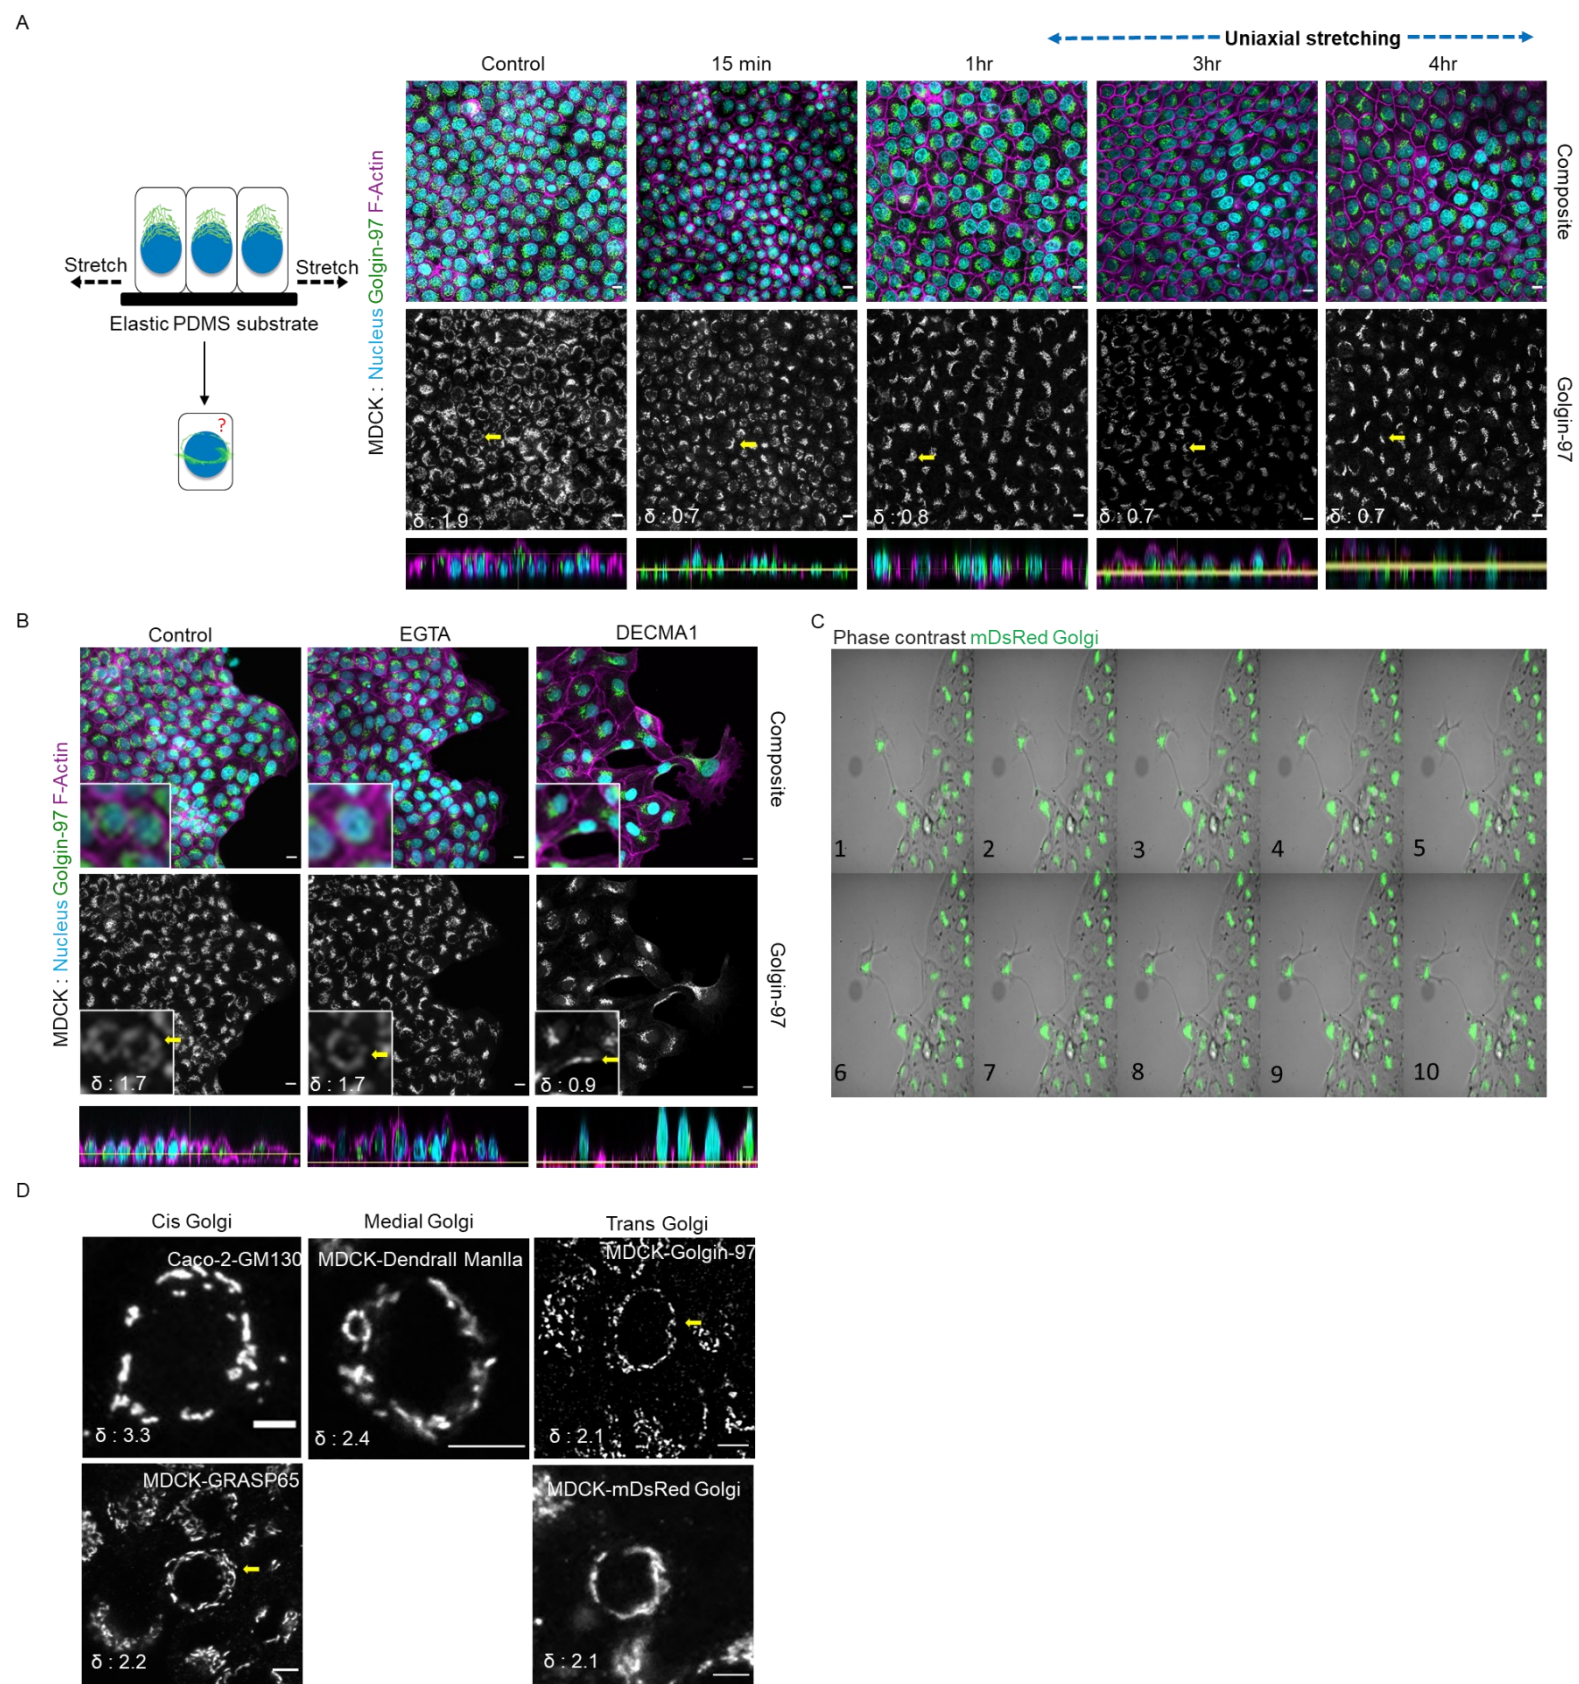 A
Uniaxial stretching
Control 15 min 1hr 3hr 4hr
Stretch
Stretch
Elastic PDMS substrate
?
MDCK : Nucleus Golgin-97 F-Actin
Composite
Golgin-97
δ : 1.9
δ : 0.7
δ : 0.8
δ : 0.7
δ : 0.7
B
Control EGTA DECMA1
MDCK : Nucleus Golgin-97 F-Actin
Composite
Golgin-97
δ : 1.7
δ : 1.7
δ : 0.9
C
Phase contrast mDsRed Golgi
1 2 3 4 5
6 7 8 9 10
D
Cis Golgi Medial Golgi Trans Golgi
Caco-2-GM130
δ : 3.3
MDCK-Dendrall Manlla
δ : 2.4
MDCK-Golgin-97
δ : 2.1
MDCK-GRASP65
δ : 2.2
MDCK-mDsRed Golgi
δ : 2.1